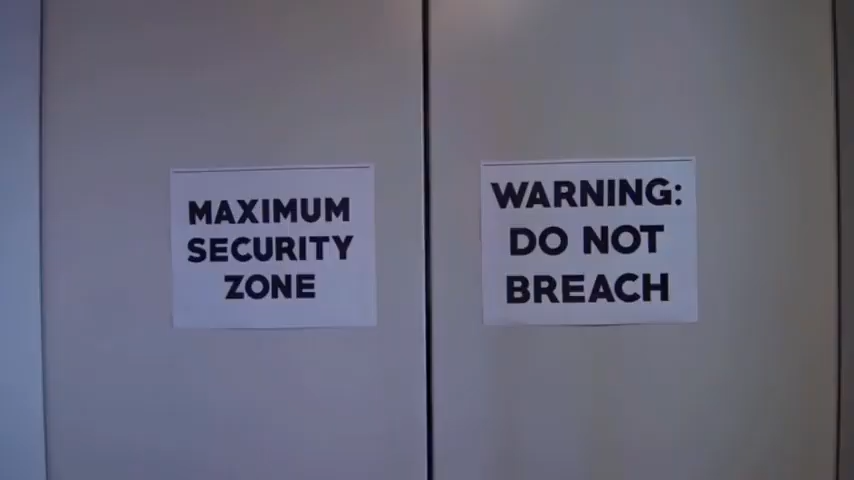 MAXIMUM
SECURITY
ZONE
WARNING:
DO NOT
BREACH